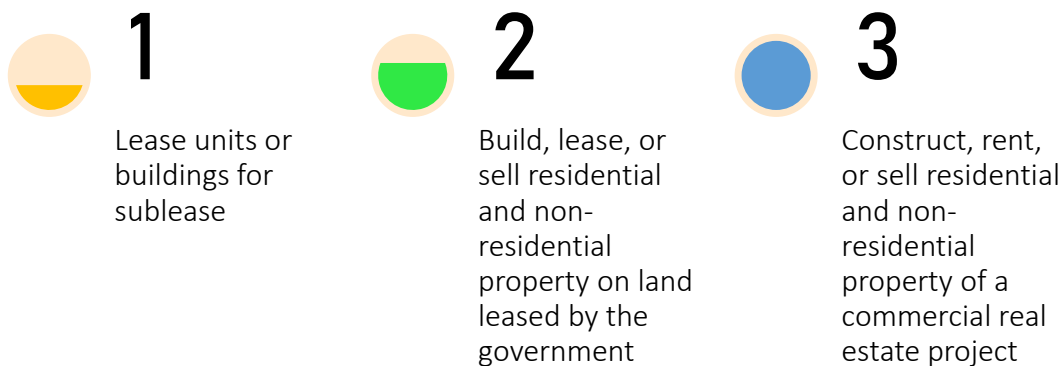 1
Lease units or
buildings for
sublease
2
Build, lease, or
sell residential
and non-
residential
property on land
leased by the
government
3
Construct, rent,
or sell residential
and non-
residential
property of a
commercial real
estate project